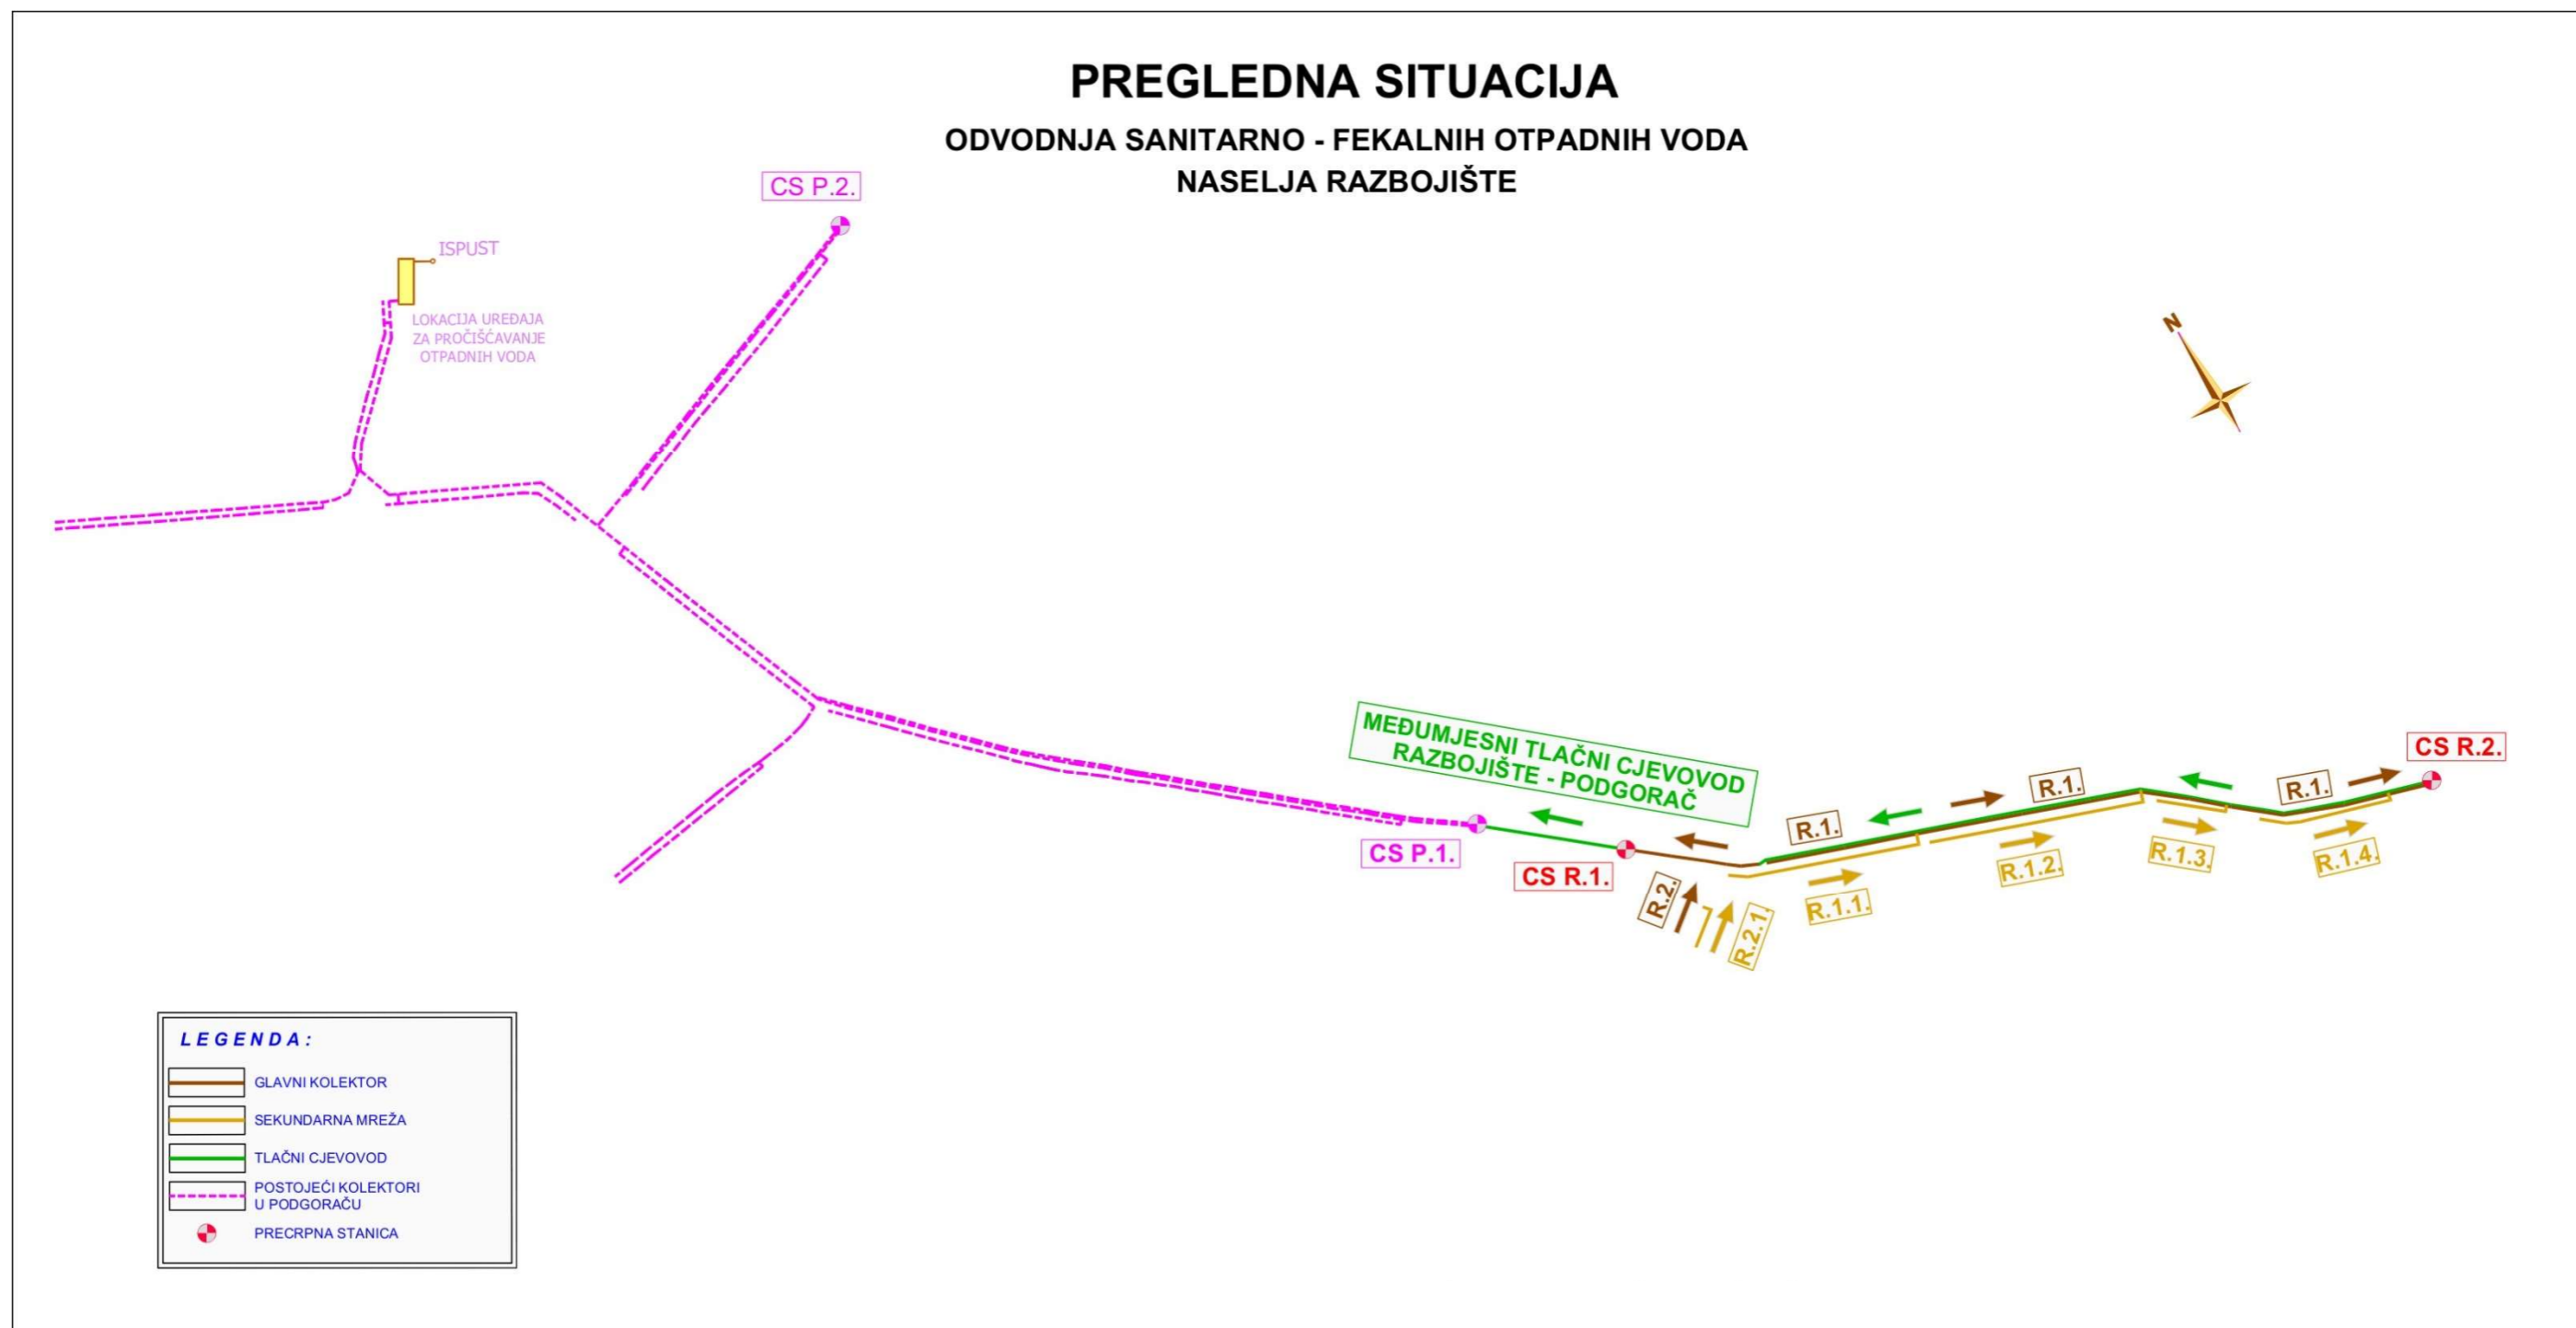 PREGLEDNA SITUACIJA
ODVODNJA SANITARNO - FEKALNIH OTPADNIH VODA
NASELJA RAZBOJIŠTE
CS P.2.
ISPUST
LOKACIJA UREĐAJA
ZA PROČIŠĆAVANJE
OTPADNIH VODA
N
MEĐUMJESNI TLAČNI CJEVOVOD
RAZBOJIŠTE - PODGORAČ
CS R.2.
R.1.
R.1.
R.1.
CS P.1.
CS R.1.
R.2.
R.2.1.
R.1.1.
R.1.2.
R.1.3.
R.1.4.
LEGENDA:
GLAVNI KOLEKTOR
SEKUNDARNA MREŽA
TLAČNI CJEVOVOD
POSTOJEĆI KOLEKTORI
U PODGORAČU
PRECRPNA STANICA